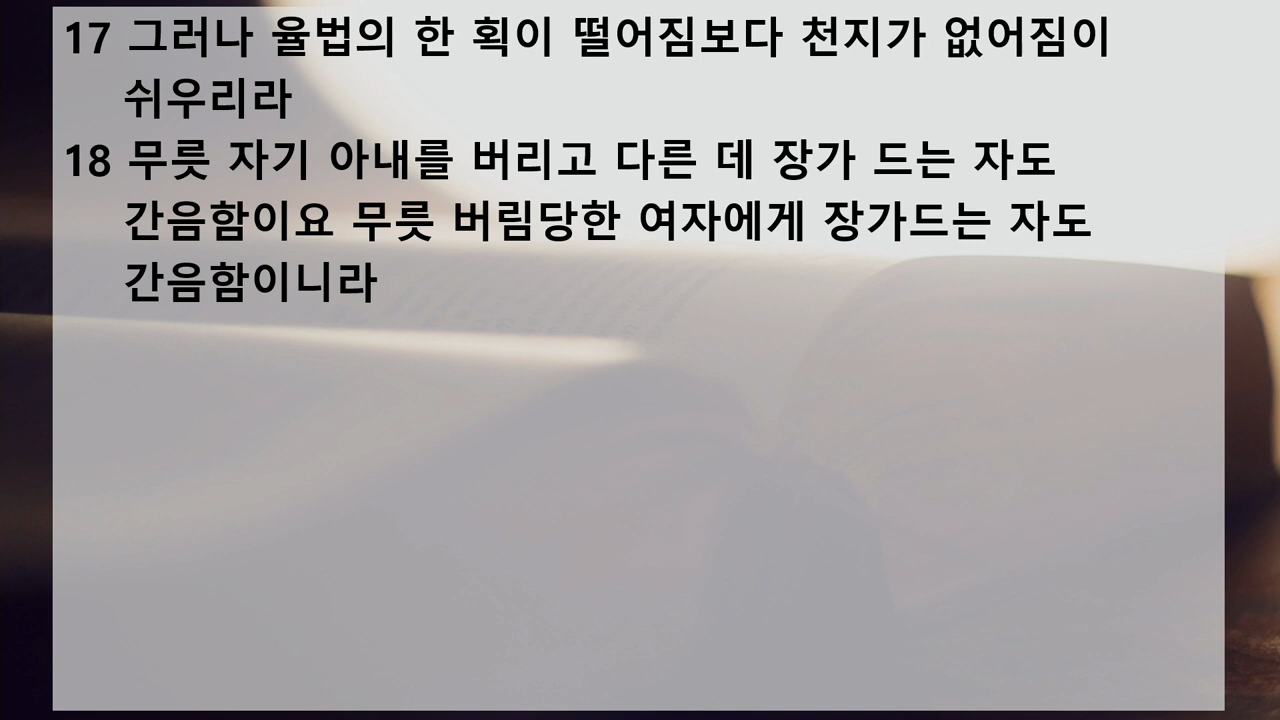 17 그러나 율법의 한 획이 떨어짐보다 천지가 없어짐이
쉬우리라
18 무릇 자기 아내를 버리고 다른 데 장가 드는 자도
간음함이요 무릇 버림당한 여자에게 장가드는 자도
간음함이니라